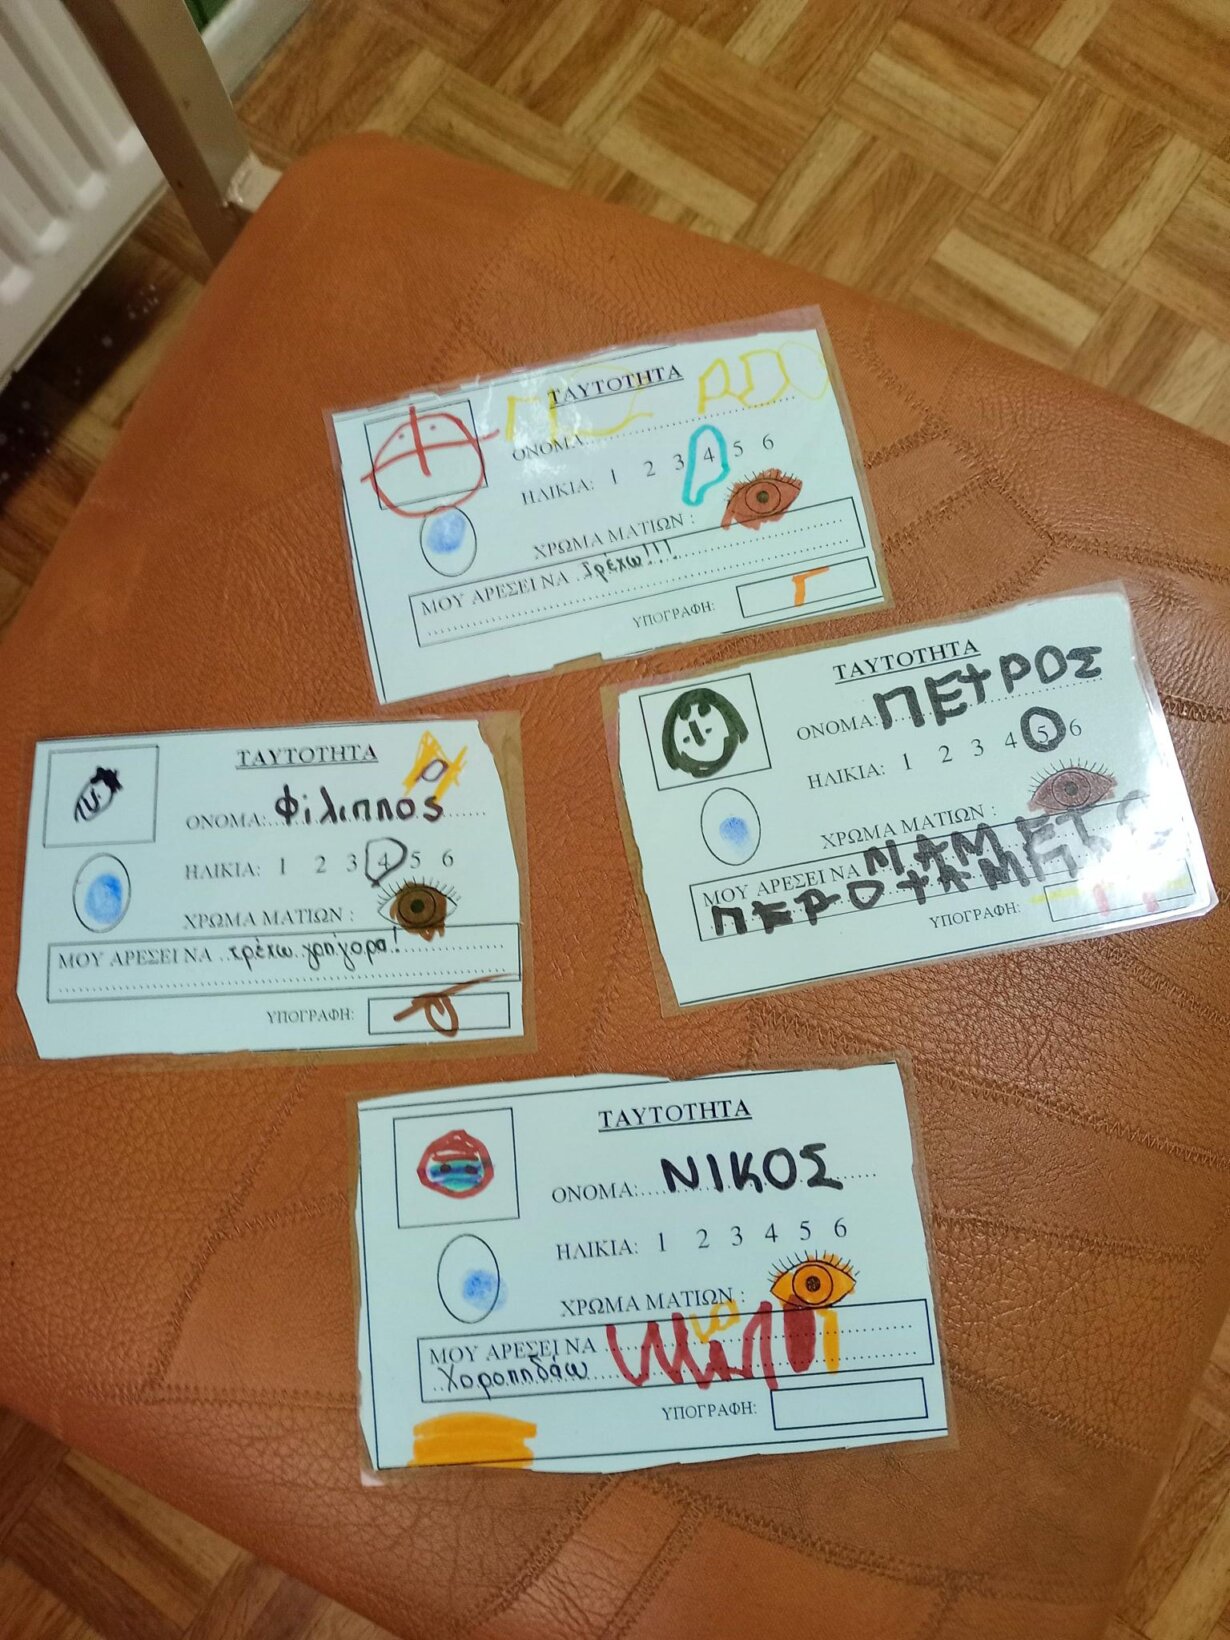 ΤΑΥΤΟΤΗΤΑ
ΟΝΟΜΑ:
ΗΛΙΚΙΑ: 1 2 3 4 5 6
ΧΡΩΜΑ ΜΑΤΙΩΝ :
ΜΟΥ ΑΡΕΣΕΙ ΝΑ τρέχω!!!
ΥΠΟΓΡΑΦΗ:
ΤΑΥΤΟΤΗΤΑ
ΟΝΟΜΑ: ΠΕΤΡΟΣ
ΗΛΙΚΙΑ: 1 2 3 4 5 6
ΧΡΩΜΑ ΜΑΤΙΩΝ :
ΜΟΥ ΑΡΕΣΕΙ ΝΑ
ΥΠΟΓΡΑΦΗ:
ΤΑΥΤΟΤΗΤΑ
ΟΝΟΜΑ: Φίλιππος
ΗΛΙΚΙΑ: 1 2 3 4 5 6
ΧΡΩΜΑ ΜΑΤΙΩΝ :
ΜΟΥ ΑΡΕΣΕΙ ΝΑ τρέχω γρήγορα!
ΥΠΟΓΡΑΦΗ:
ΤΑΥΤΟΤΗΤΑ
ΟΝΟΜΑ: ΝΙΚΟΣ
ΗΛΙΚΙΑ: 1 2 3 4 5 6
ΧΡΩΜΑ ΜΑΤΙΩΝ :
ΜΟΥ ΑΡΕΣΕΙ ΝΑ
Χοροπηδάω
ΥΠΟΓΡΑΦΗ: